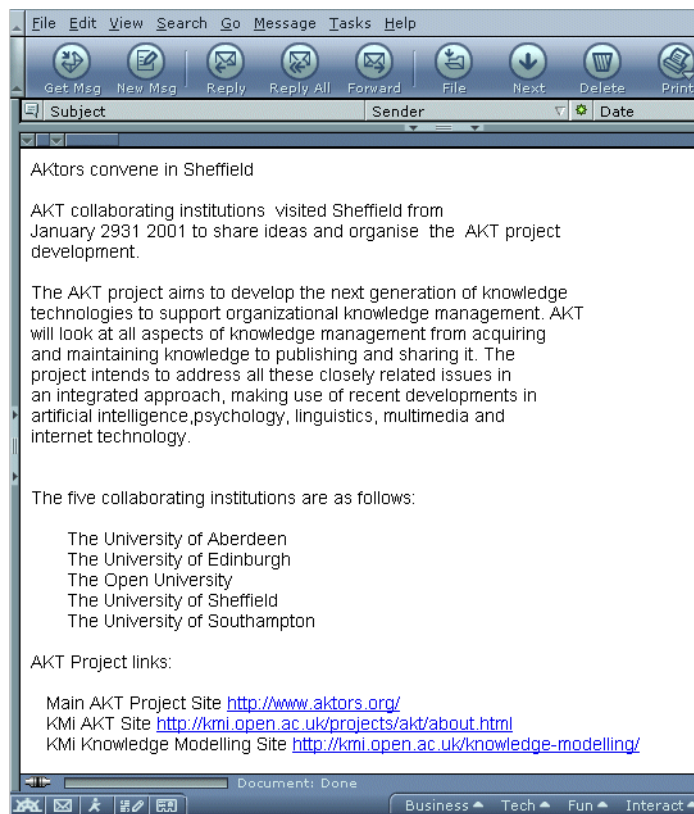 File Edit View Search Go Message Tasks Help
Get Msg New Msg Reply Reply All Forward File Next Delete Print
Subject Sender Date
AKtors convene in Sheffield
AKT collaborating institutions visited Sheffield from
January 2931 2001 to share ideas and organise the AKT project
development.
The AKT project aims to develop the next generation of knowledge
technologies to support organizational knowledge management. AKT
will look at all aspects of knowledge management from acquiring
and maintaining knowledge to publishing and sharing it. The
project intends to address all these closely related issues in
an integrated approach, making use of recent developments in
artificial intelligence,psychology, linguistics, multimedia and
internet technology.
The five collaborating institutions are as follows:
The University of Aberdeen
The University of Edinburgh
The Open University
The University of Sheffield
The University of Southampton
AKT Project links:
Main AKT Project Site http://www.aktors.org/
KMi AKT Site http://kmi.open.ac.uk/projects/akt/about.html
KMi Knowledge Modelling Site http://kmi.open.ac.uk/knowledge-modelling/
Document: Done
Business Tech Fun Interact